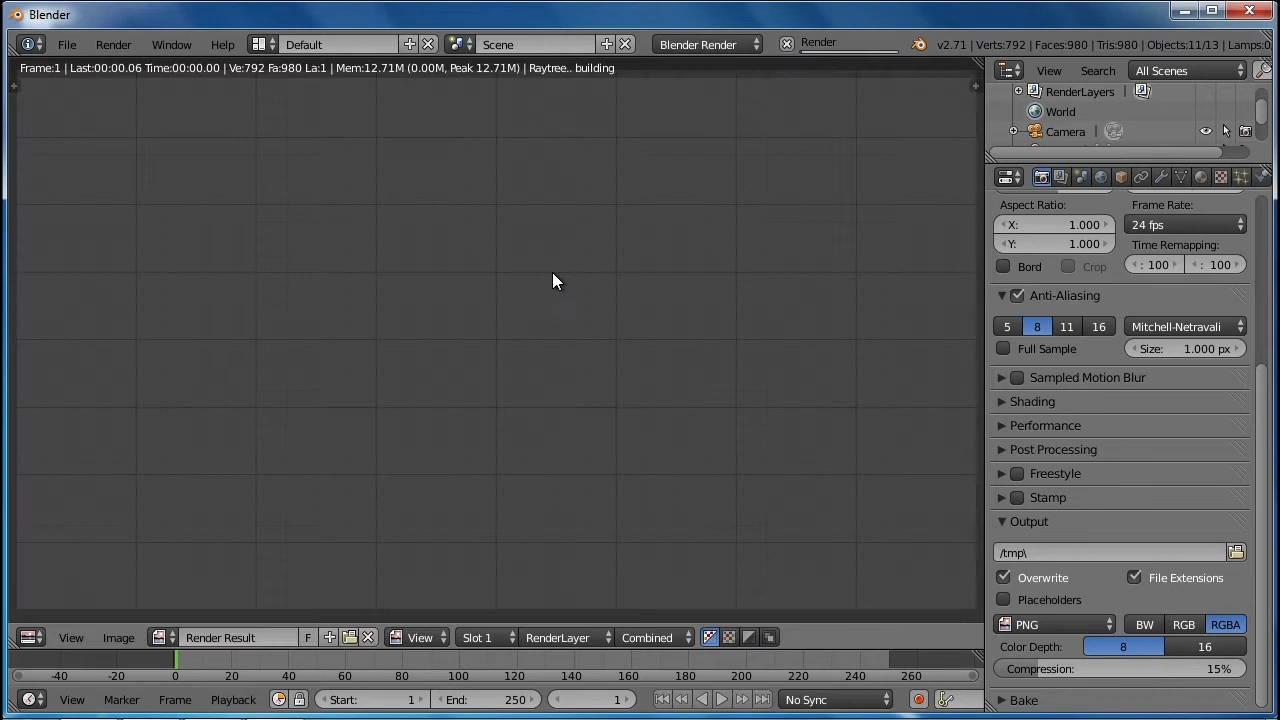 Blender
File Render Window Help Default Scene Blender Render Render v2.71 | Verts:792 | Faces:980 | Tris:980 | Objects:11/13 | Lamps:0
Frame:1 | Last:00:00.06 Time:00:00.00 | Ve:792 Fa:980 La:1 | Mem:12.71M (0.00M, Peak 12.71M) | Raytree.. building
View Search All Scenes
RenderLayers
World
Camera
Aspect Ratio: Frame Rate:
X: 1.000 24 fps
Y: 1.000 Time Remapping:
Bord Crop : 100 : 100
Anti-Aliasing
5 8 11 16 Mitchell-Netravali
Full Sample Size: 1.000 px
Sampled Motion Blur
Shading
Performance
Post Processing
Freestyle
Stamp
Output
/tmp\
Overwrite File Extensions
Placeholders
PNG BW RGB RGBA
Color Depth: 8 16
Compression: 15%
Bake
View Image Render Result F View Slot 1 RenderLayer Combined
-40 -20 0 20 40 60 80 100 120 140 160 180 200 220 240 260
View Marker Frame Playback Start: 1 End: 250 1 No Sync